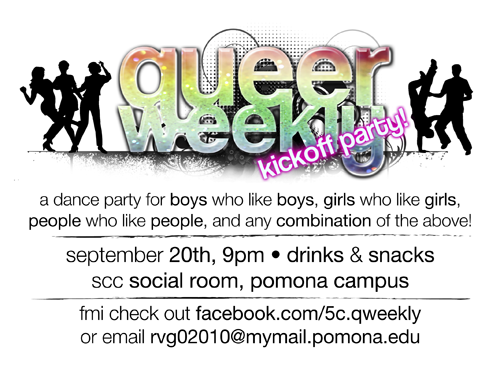 queer
weekly
kickoff party!
a dance party for boys who like boys, girls who like girls,
people who like people, and any combination of the above!
september 20th, 9pm • drinks & snacks
scc social room, pomona campus
fmi check out facebook.com/5c.qweekly
or email rvg02010@mymail.pomona.edu